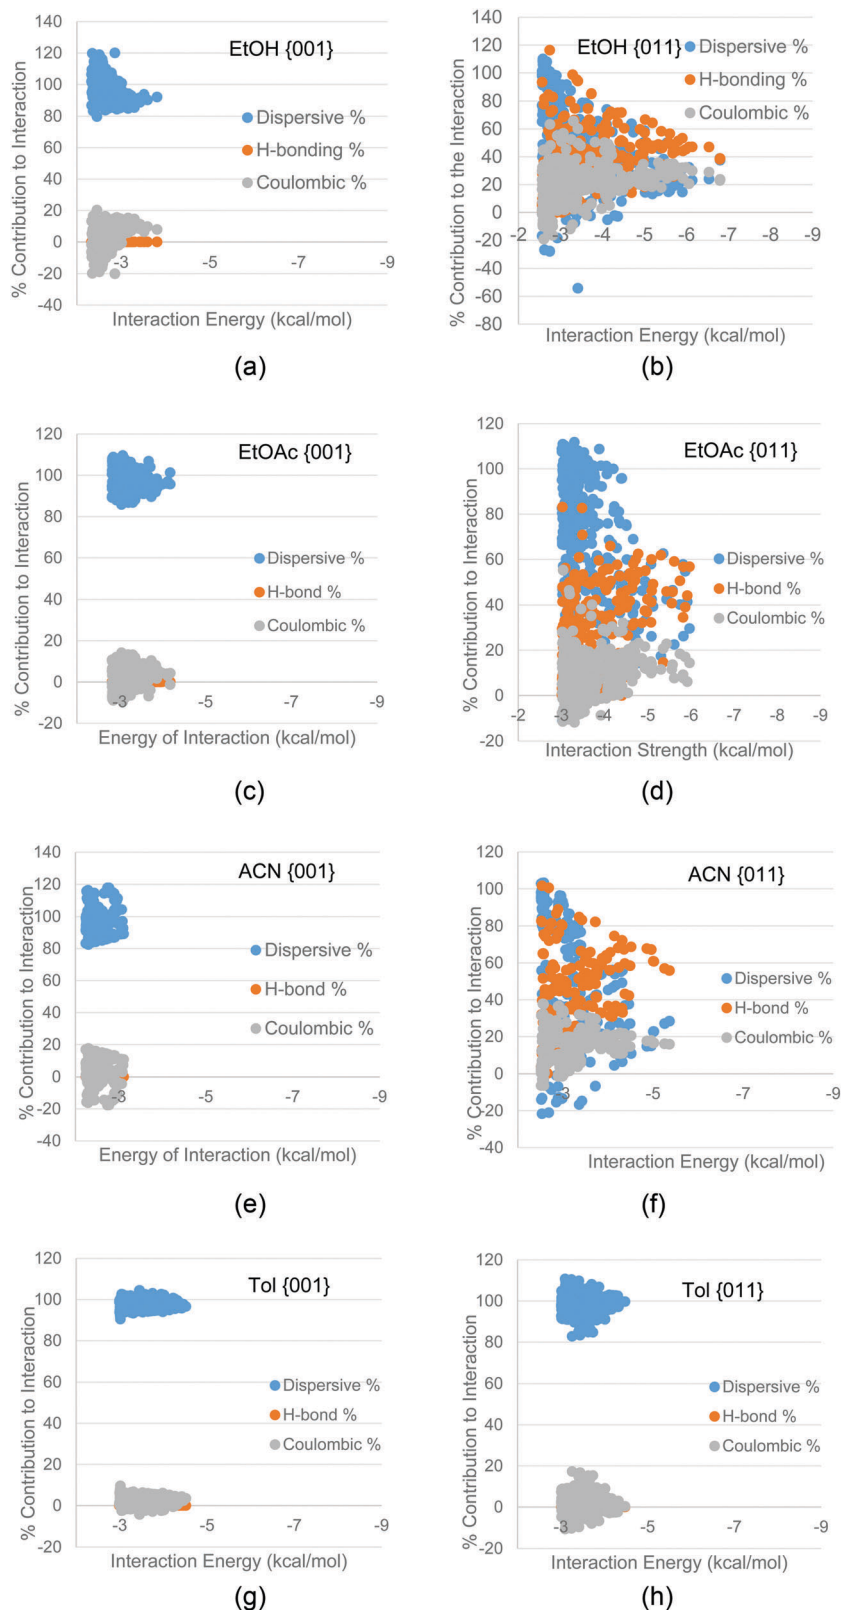 EtOH {001}
140
120
100
80
60
40
20
0
-20
-40
% Contribution to Interaction
Dispersive %
H-bonding %
Coulombic %
-3
-5
-7
-9
Interaction Energy (kcal/mol)
(a)
EtOH {011}
140
120
100
80
60
40
20
0
-20
-40
-60
-80
% Contribution to the Interaction
Dispersive %
H-bonding %
Coulombic %
-2
-3
-4
-5
-6
-7
-8
-9
Interaction Energy (kcal/mol)
(b)
EtOAc {001}
120
100
80
60
40
20
0
-20
% Contribution to Interaction
Dispersive %
H-bond %
Coulombic %
-3
-5
-7
-9
Energy of Interaction (kcal/mol)
(c)
EtOAc {011}
120
100
80
60
40
20
0
-20
% Contribution to Interaction
Dispersive %
H-bond %
Coulombic %
-2
-3
-4
-5
-6
-7
-8
-9
Interaction Strength (kcal/mol)
(d)
ACN {001}
140
120
100
80
60
40
20
0
-20
-40
% Contribution to Interaction
Dispersive %
H-bond %
Coulombic %
-3
-5
-7
-9
Energy of Interaction (kcal/mol)
(e)
ACN {011}
120
100
80
60
40
20
0
-20
-40
% Contribution to Interaction
Dispersive %
H-bond %
Coulombic %
-3
-5
-7
-9
Interaction Energy (kcal/mol)
(f)
Tol {001}
120
100
80
60
40
20
0
-20
% Contribution to Interaction
Dispersive %
H-bond %
Coulombic %
-3
-5
-7
-9
Interaction Energy (kcal/mol)
(g)
Tol {011}
120
100
80
60
40
20
0
-20
% Contribution to Interaction
Dispersive %
H-bond %
Coulombic %
-3
-4
-5
-6
-7
-8
-9
Interaction Energy (kcal/mol)
(h)